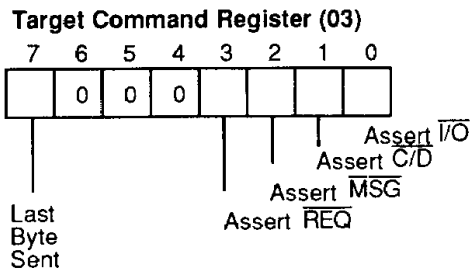 Target Command Register (03)
7 6 5 4 3 2 1 0
0 0 0
Assert I/O
Assert C/D
Assert MSG
Assert REQ
Last
Byte
Sent